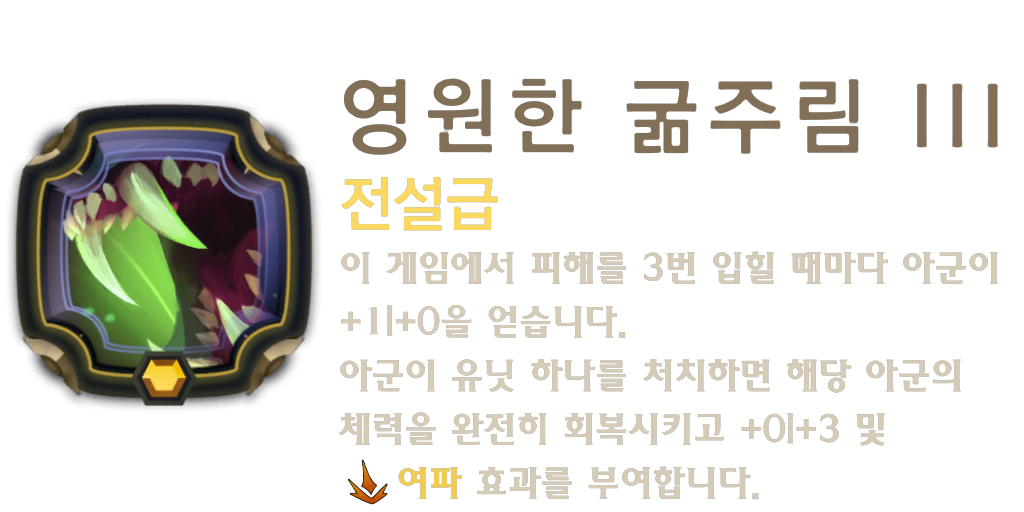 영원한 굶주림 III
전설급
이 게임에서 피해를 3번 입힐 때마다 아군이
+1|+0을 얻습니다.
아군이 유닛 하나를 처치하면 해당 아군의
체력을 완전히 회복시키고 +0|+3 및
여파 효과를 부여합니다.